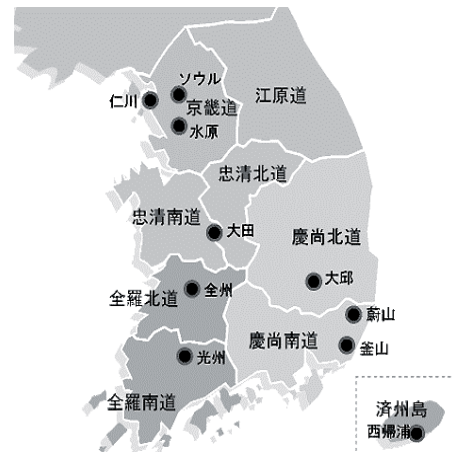 ソウル
仁川
京畿道
水原
江原道
忠清北道
忠清南道
大田
慶尚北道
大邱
全羅北道
全州
蔚山
慶尚南道
釜山
光州
全羅南道
済州島
西帰浦